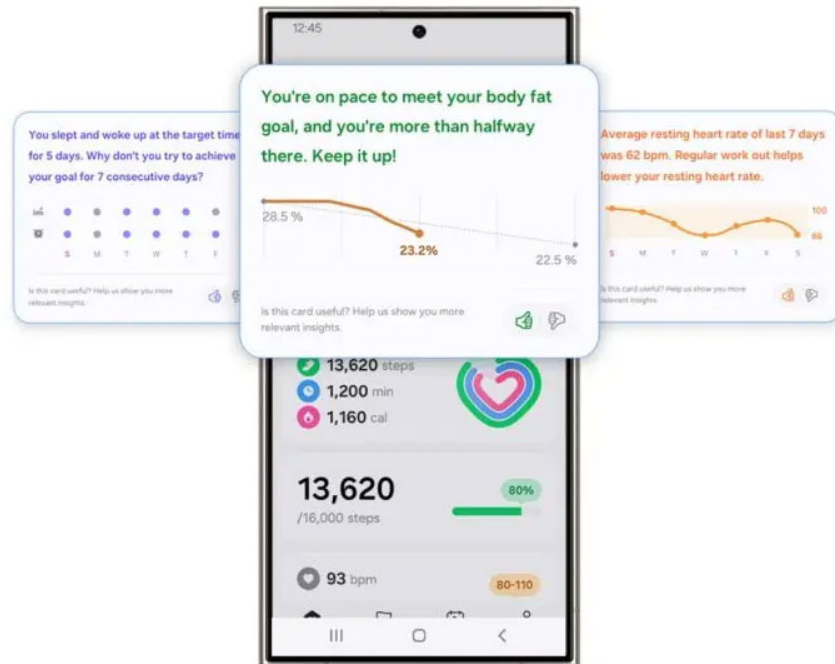 12:45
You slept and woke up at the target time
for 5 days. Why don't you try to achieve
your goal for 7 consecutive days?
S M T W T F
Is this card useful? Help us show you more
relevant insights.
You're on pace to meet your body fat
goal, and you're more than halfway
there. Keep it up!
28.5 %
23.2%
22.5 %
Is this card useful? Help us show you more
relevant insights.
Average resting heart rate of last 7 days
was 62 bpm. Regular work out helps
lower your resting heart rate.
100
60
S M T W T F S
Is this card useful? Help us show you more
relevant insights.
13,620 steps
1,200 min
1,160 cal
13,620
/16,000 steps
80%
93 bpm
80-110